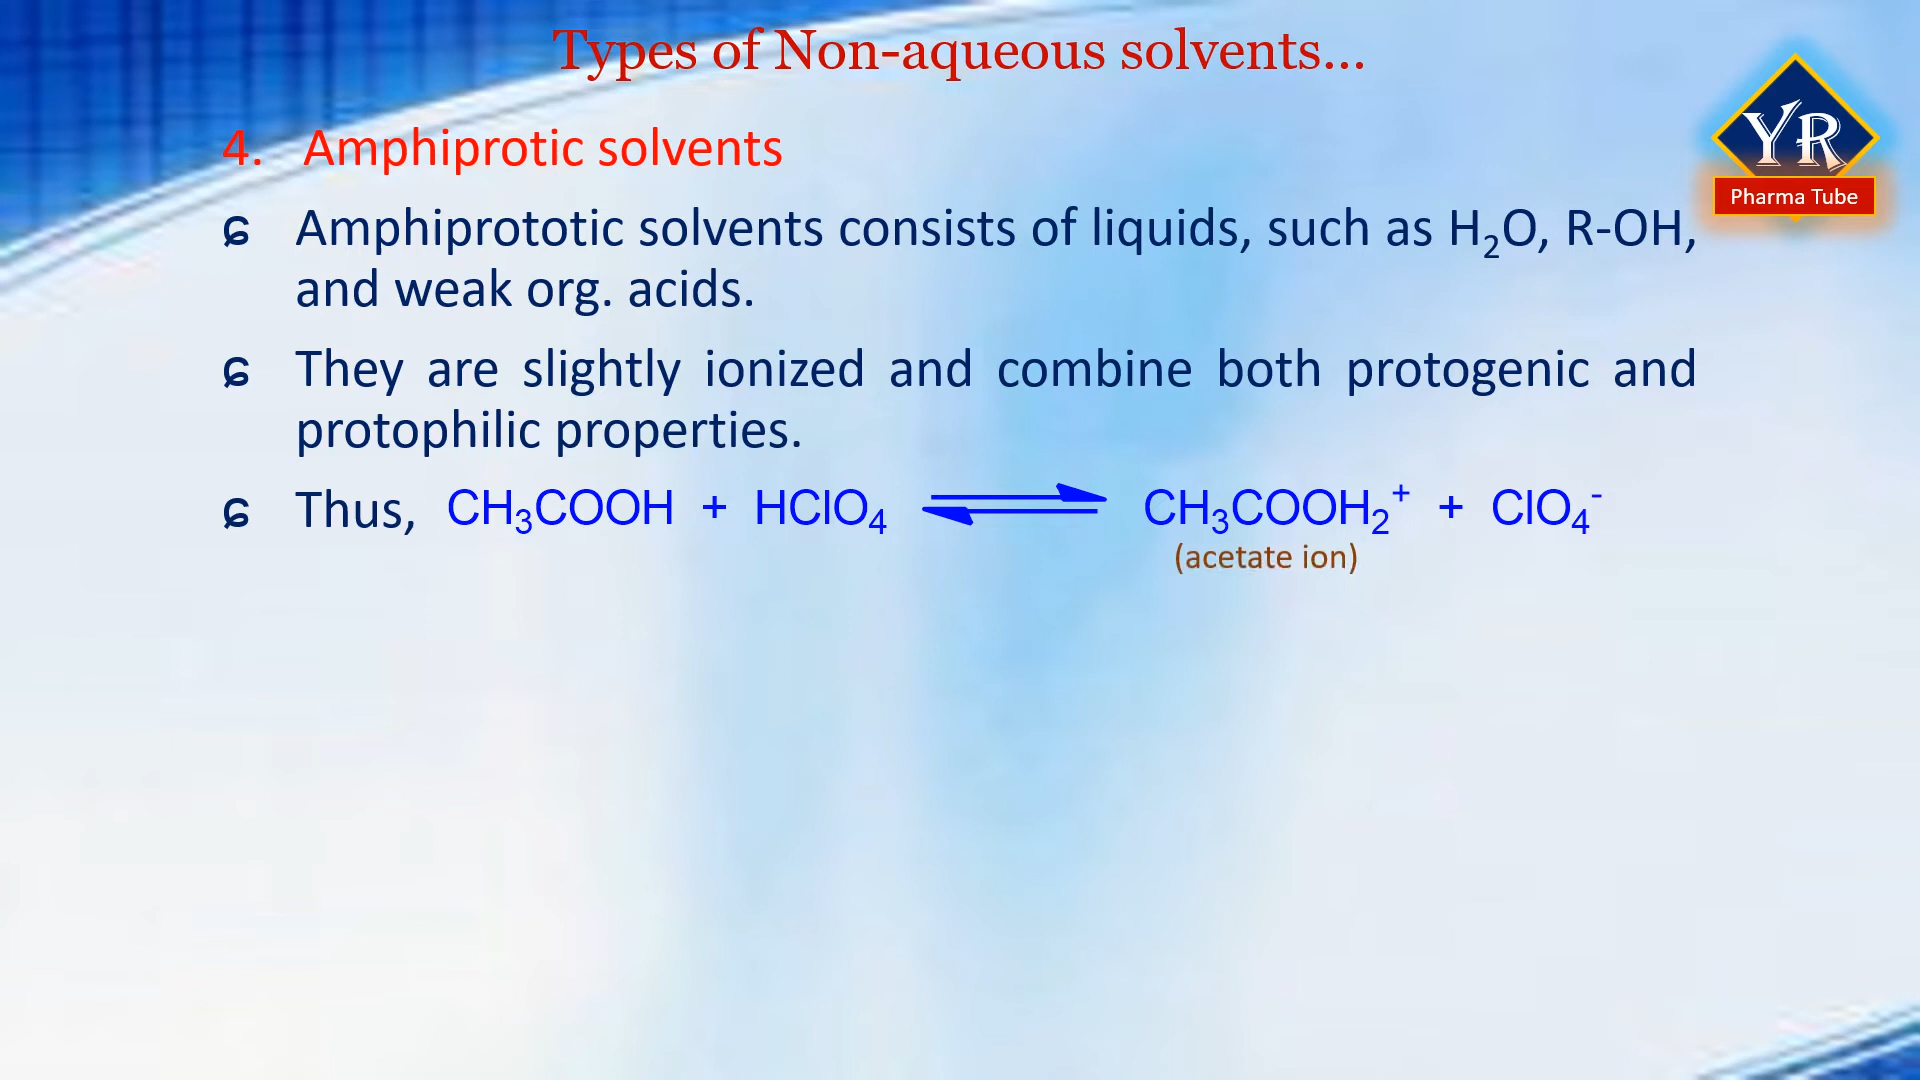 Types of Non-aqueous solvents...
YR
Pharma Tube
4. Amphiprotic solvents
Amphiprototic solvents consists of liquids, such as H₂O, R-OH,
and weak org. acids.
They are slightly ionized and combine both protogenic and
protophilic properties.
Thus, CH₃COOH + HClO₄ ⇌ CH₃COOH₂⁺ + ClO₄⁻
(acetate ion)